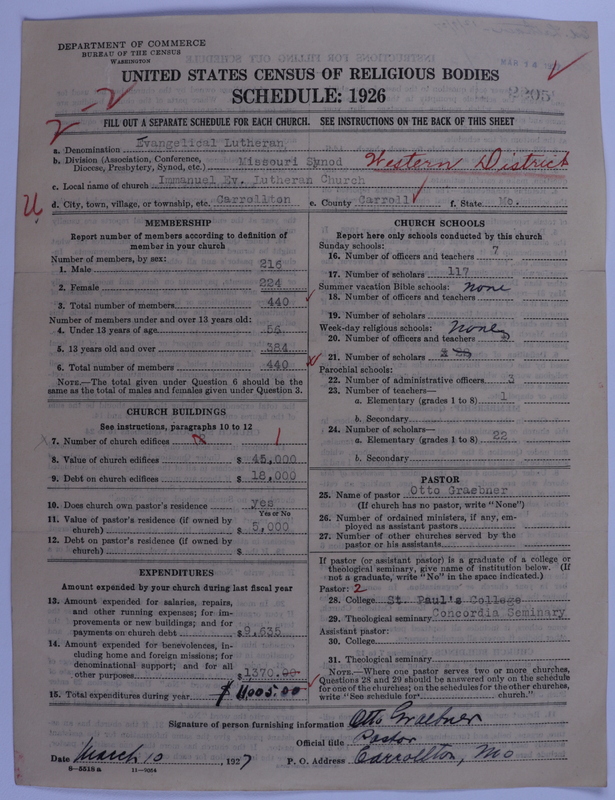 DEPARTMENT OF COMMERCE
BUREAU OF THE CENSUS
WASHINGTON
UNITED STATES CENSUS OF RELIGIOUS BODIES
SCHEDULE: 1926
2-2
FILL OUT A SEPARATE SCHEDULE FOR EACH CHURCH. SEE INSTRUCTIONS ON THE BACK OF THIS SHEET
a. Denomination Evangelical Lutheran
b. Division (Association, Conference, Diocese, Presbytery, Synod, etc.) Missouri Synod Western District
c. Local name of church Immanuel Ev. Lutheran Church
d. City, town, village, or township, etc. Carrollton e. County Carroll f. State Mo.
MEMBERSHIP
Report number of members according to definition of
member in your church
Number of members, by sex:
1. Male 216
2. Female 224
3. Total number of members 440
Number of members under and over 13 years old:
4. Under 13 years of age 56
5. 13 years old and over 384
6. Total number of members 440
NOTE.—The total given under Question 6 should be the
same as the total of males and females given under Question 3.
CHURCH BUILDINGS
See instructions, paragraphs 10 to 12
7. Number of church edifices 1
8. Value of church edifices $ 45,000
9. Debt on church edifices $ 18,000
10. Does church own pastor's residence yes
Yes or No
11. Value of pastor's residence (if owned by
church) $ 5,000
12. Debt on pastor's residence (if owned by
church) $
EXPENDITURES
Amount expended by your church during last fiscal year
13. Amount expended for salaries, repairs,
and other running expenses; for im-
provements or new buildings; and for
payments on church debt $ 9,635
14. Amount expended for benevolences, in-
cluding home and foreign missions; for
denominational support; and for all
other purposes $ 1370.00
15. Total expenditures during year $ 11005.00
CHURCH SCHOOLS
Report here only schools conducted by this church
Sunday schools:
16. Number of officers and teachers 7
17. Number of scholars 117
Summer vacation Bible schools: none
18. Number of officers and teachers
19. Number of scholars
Week-day religious schools: None
20. Number of officers and teachers
21. Number of scholars
Parochial schools:
22. Number of administrative officers 3
23. Number of teachers—
a. Elementary (grades 1 to 8) 1
b. Secondary
24. Number of scholars—
a. Elementary (grades 1 to 8) 22
b. Secondary
PASTOR
25. Name of pastor Otto Graebner
(If church has no pastor, write "None")
26. Number of ordained ministers, if any, em-
ployed as assistant pastors
27. Number of other churches served by the
pastor or his assistants
If pastor (or assistant pastor) is a graduate of a college or
theological seminary, give name of institution below. (If
not a graduate, write "No" in the space indicated.)
Pastor: 2
28. College St. Paul's College
29. Theological seminary Concordia Seminary
Assistant pastor:
30. College
31. Theological seminary
NOTE.—Where one pastor serves two or more churches,
Questions 28 and 29 should be answered only on the schedule
for one of the churches; on the schedules for the other churches,
write "See schedule for church."
Signature of person furnishing information Otto Graebner
Official title Pastor
Date March 10, 1927 P. O. Address Carrollton, Mo
8—5518 a 11—9064